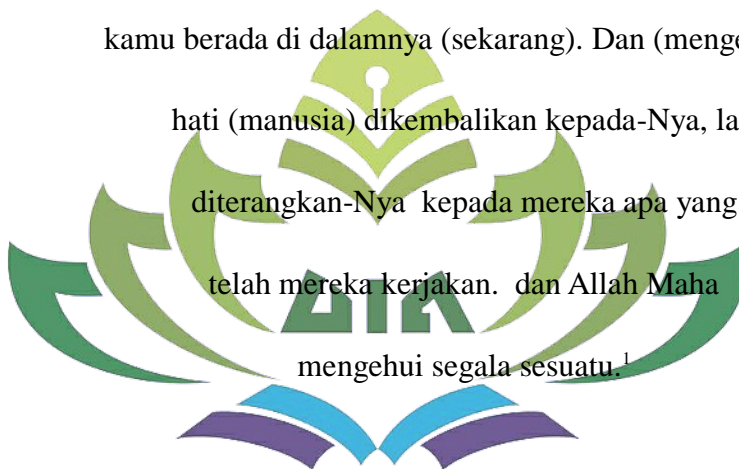 kamu berada di dalamnya (sekarang). Dan (menge
hati (manusia) dikembalikan kepada-Nya, la
diterangkan-Nya kepada mereka apa yang
telah mereka kerjakan. dan Allah Maha
mengehui segala sesuatu.¹